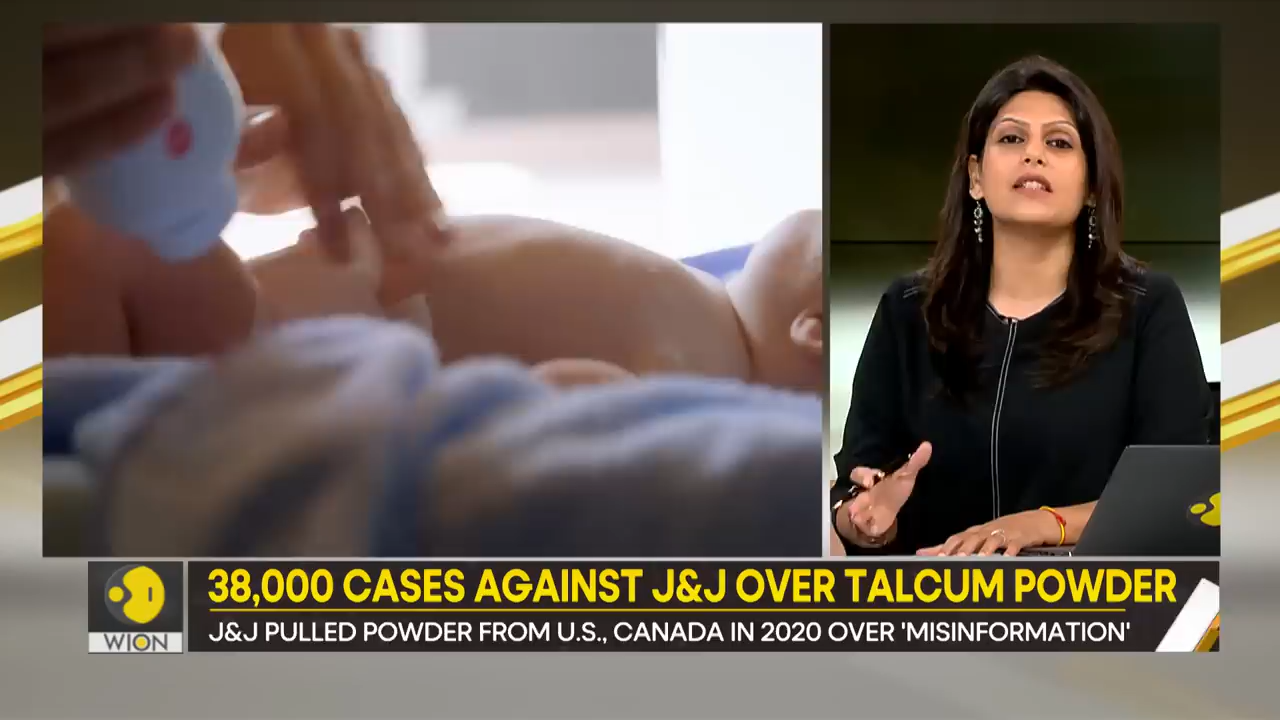 38,000 CASES AGAINST J&J OVER TALCUM POWDER
J&J PULLED POWDER FROM U.S., CANADA IN 2020 OVER 'MISINFORMATION'
WION